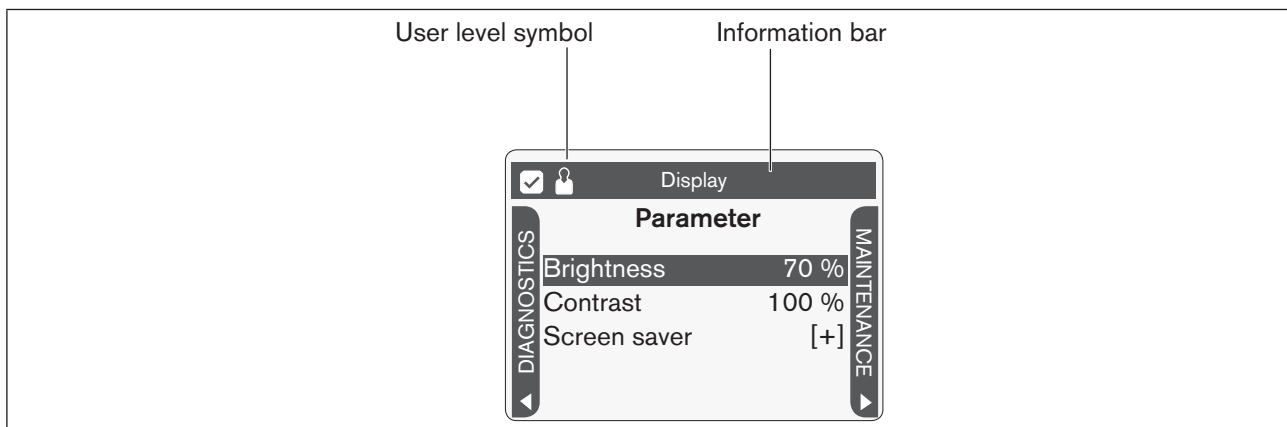 User level symbol Information bar
Display
Parameter
DIAGNOSTICS
MAINTENANCE
Brightness 70 %
Contrast 100 %
Screen saver [+]